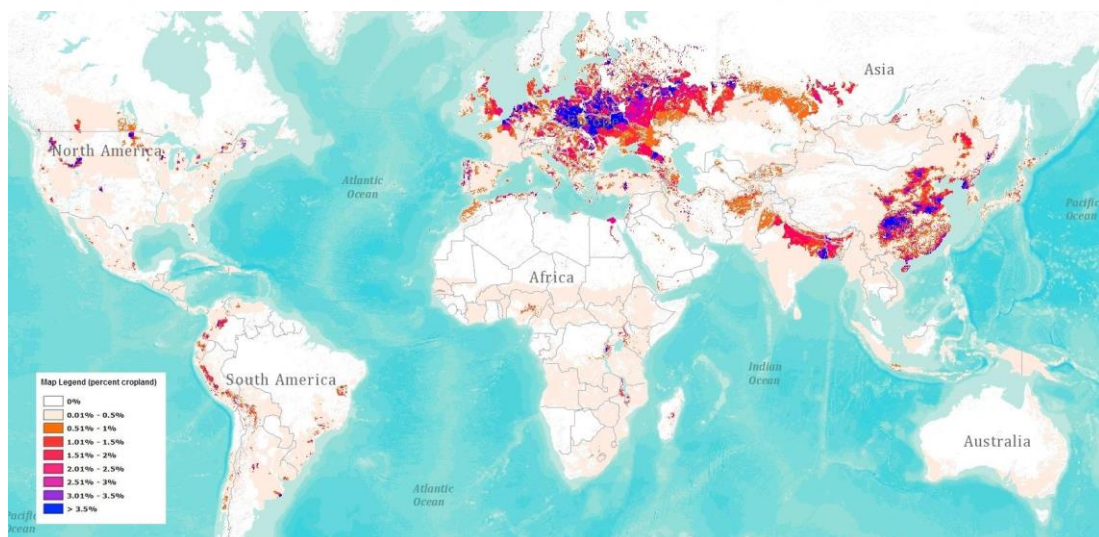 Asia
North America
Atlantic
Ocean
Pacific
Ocean
Africa
Indian
Ocean
South America
Australia
Atlantic
Ocean
Pacific
Ocean
Map Legend (percent cropland)
0%
0.01% - 0.5%
0.51% - 1%
1.01% - 1.5%
1.51% - 2%
2.01% - 2.5%
2.51% - 3%
3.01% - 3.5%
> 3.5%